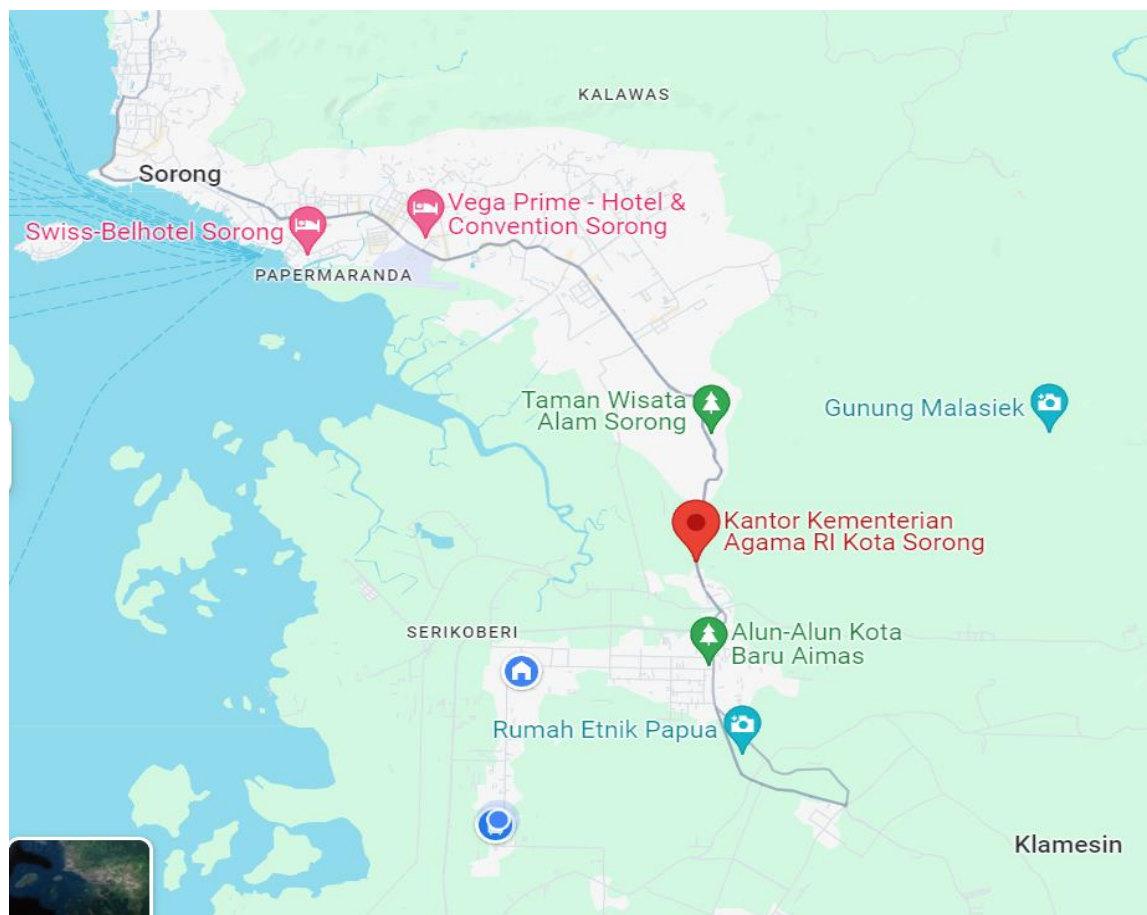 KALAWAS
Sorong
Vega Prime - Hotel &
Convention Sorong
Swiss-Belhotel Sorong
PAPERMARANDA
Taman Wisata
Alam Sorong
Gunung Malasiek
Kantor Kementerian
Agama RI Kota Sorong
SERIKOBERI
Alun-Alun Kota
Baru Aimas
Rumah Etnik Papua
Klamesin